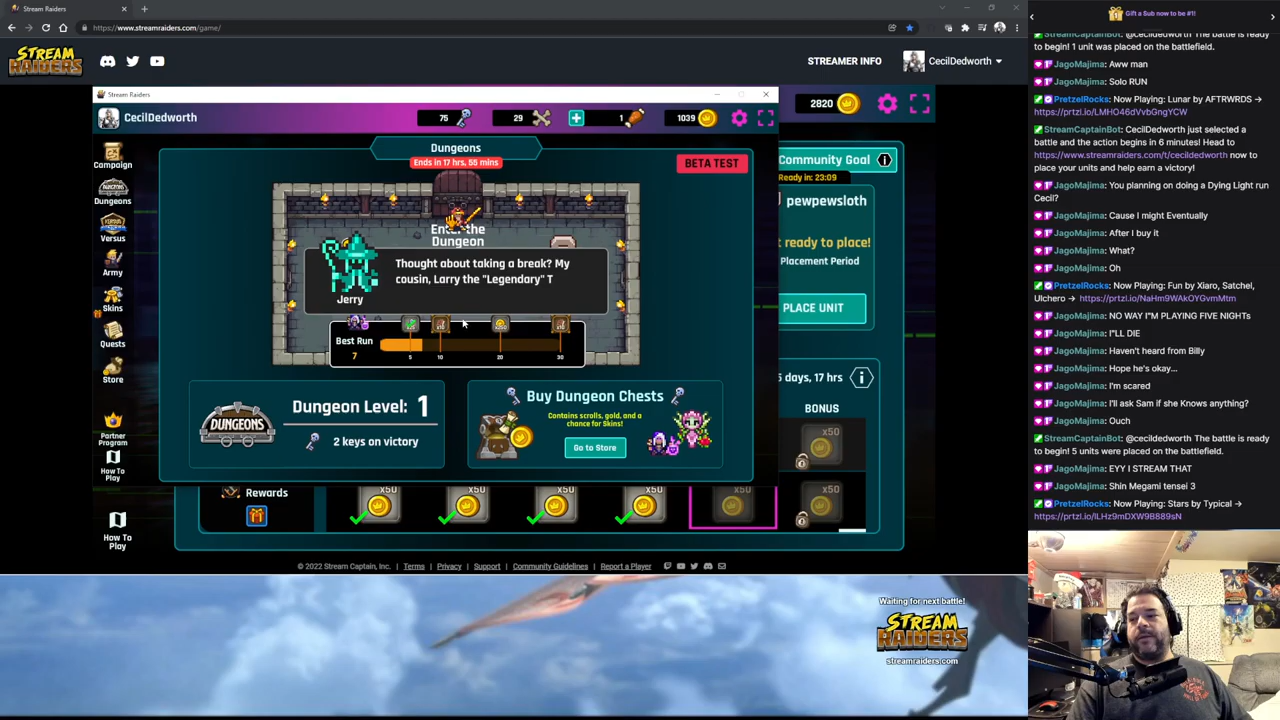 Stream Raiders
https://www.streamraiders.com/game/
STREAM RAIDERS
STREAMER INFO
CecilDedworth
Stream Raiders
CecilDedworth
75
29
1
1039
2820
Dungeons
Ends in 17 hrs, 55 mins
BETA TEST
Campaign
Dungeons
Versus
Army
Skins
Quests
Store
Partner Program
How To Play
Enter the
Dungeon
Thought about taking a break? My
cousin, Larry the "Legendary" T
Jerry
Best Run
7
5
10
20
30
DUNGEONS
Dungeon Level: 1
2 keys on victory
Buy Dungeon Chests
Contains scrolls, gold, and a
chance for Skins!
Go to Store
Community Goal
Ready in: 23:09
pewpewsloth
t ready to place!
Placement Period
PLACE UNIT
5 days, 17 hrs
BONUS
x50
Rewards
x50
x50
x50
x50
x50
x50
How To
Play
© 2022 Stream Captain, Inc. | Terms | Privacy | Support | Community Guidelines | Report a Player
Waiting for next battle!
STREAM RAIDERS
streamraiders.com
Gift a Sub now to be #1!
StreamCaptainBot: @cecildedworth The battle is ready
to begin! 1 unit was placed on the battlefield.
JagoMajima: Aww man
JagoMajima: Solo RUN
PretzelRocks: Now Playing: Lunar by AFTRWRDS ->
https://prtzl.io/LMHO46dVvbGngYCW
StreamCaptainBot: CecilDedworth just selected a
battle and the action begins in 6 minutes! Head to
https://www.streamraiders.com/t/cecildedworth now to
place your units and help earn a victory!
JagoMajima: You planning on doing a Dying Light run
Cecil?
JagoMajima: Cause I might Eventually
JagoMajima: After I buy it
JagoMajima: What?
JagoMajima: Oh
PretzelRocks: Now Playing: Fun by Xiaro, Satchel,
Ulchero -> https://prtzl.io/NaHm9WAkOYGvmMtm
JagoMajima: NO WAY I"M PLAYING FIVE NIGHTs
JagoMajima: I"LL DIE
JagoMajima: Haven't heard from Billy
JagoMajima: Hope he's okay...
JagoMajima: I'm scared
JagoMajima: I'll ask Sam if she Knows anything?
JagoMajima: Ouch
StreamCaptainBot: @cecildedworth The battle is ready
to begin! 5 units were placed on the battlefield.
JagoMajima: EYY I STREAM THAT
JagoMajima: Shin Megami tensei 3
PretzelRocks: Now Playing: Stars by Typical ->
https://prtzl.io/lLHz9mDXW9B889sN